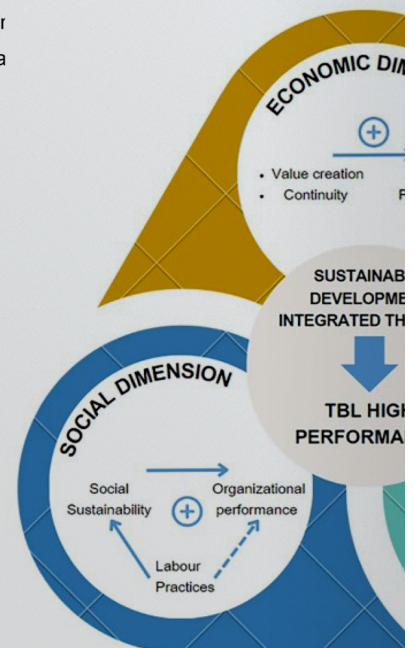 r
a
ECONOMIC
• Value creation
• Continuity
SUSTAINAB
DEVELOPME
INTEGRATED TH
TBL HIGH
PERFORMA
SOCIAL DIMENSION
Social Organizational
Sustainability performance
Labour
Practices